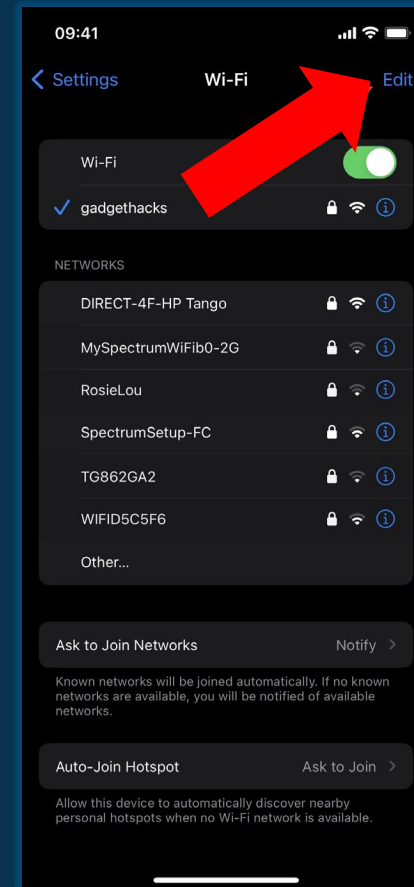 09:41
Settings Wi-Fi Edit
Wi-Fi
gadgethacks
NETWORKS
DIRECT-4F-HP Tango
MySpectrumWiFib0-2G
RosieLou
SpectrumSetup-FC
TG862GA2
WIFID5C5F6
Other...
Ask to Join Networks Notify
Known networks will be joined automatically. If no known
networks are available, you will be notified of available
networks.
Auto-Join Hotspot Ask to Join
Allow this device to automatically discover nearby
personal hotspots when no Wi-Fi network is available.